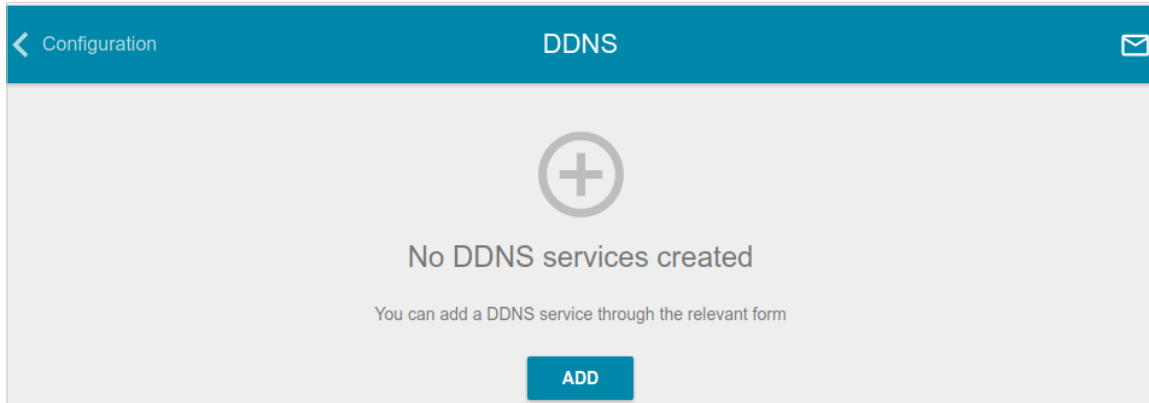 Configuration
DDNS
No DDNS services created
You can add a DDNS service through the relevant form
ADD